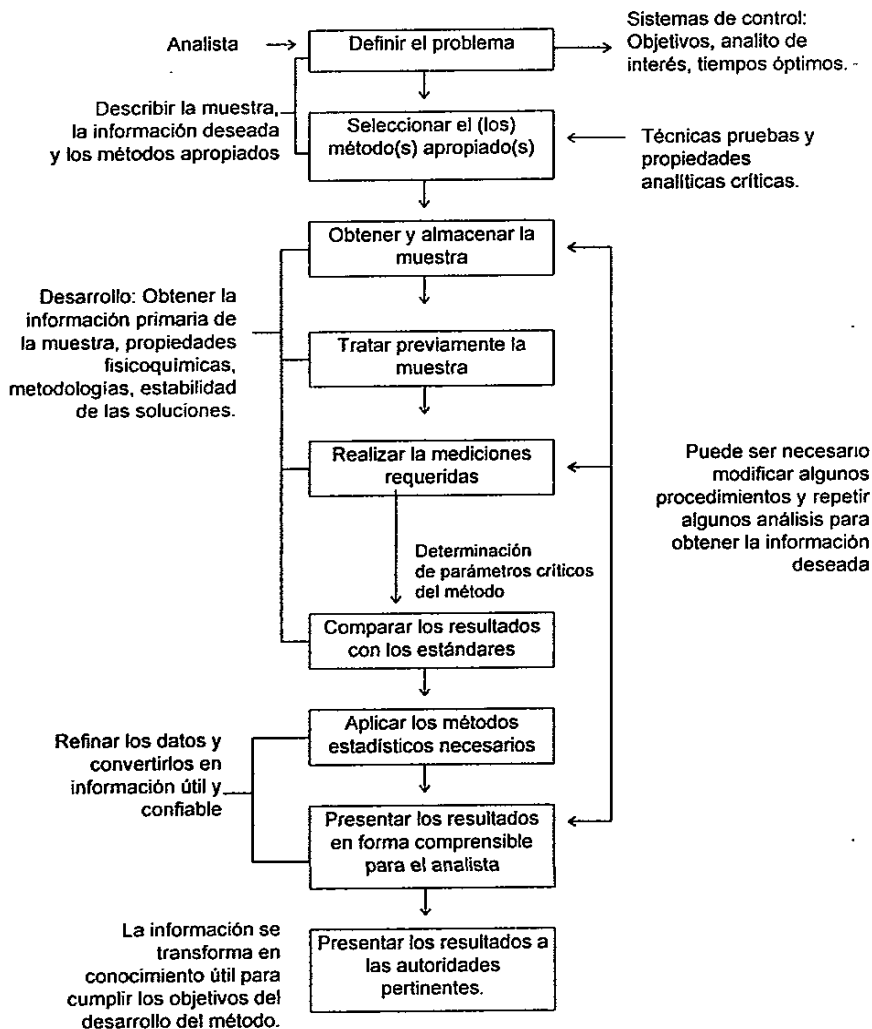 Analista
Definir el problema
Sistemas de control:
Objetivos, analito de
interés, tiempos óptimos.
Describir la muestra,
la información deseada
y los métodos apropiados
Seleccionar el (los)
método(s) apropiado(s)
Técnicas pruebas y
propiedades
analíticas críticas.
Obtener y almacenar la
muestra
Desarrollo: Obtener la
información primaria de
la muestra, propiedades
fisicoquímicas,
metodologías, estabilidad
de las soluciones.
Tratar previamente la
muestra
Realizar la mediciones
requeridas
Puede ser necesario
modificar algunos
procedimientos y repetir
algunos análisis para
obtener la información
deseada
Determinación
de parámetros críticos
del método
Comparar los resultados
con los estándares
Aplicar los métodos
estadísticos necesarios
Refinar los datos y
convertirlos en
información útil y
confiable
Presentar los resultados
en forma comprensible
para el analista
La información se
transforma en
conocimiento útil para
cumplir los objetivos del
desarrollo del método.
Presentar los resultados a
las autoridades
pertinentes.